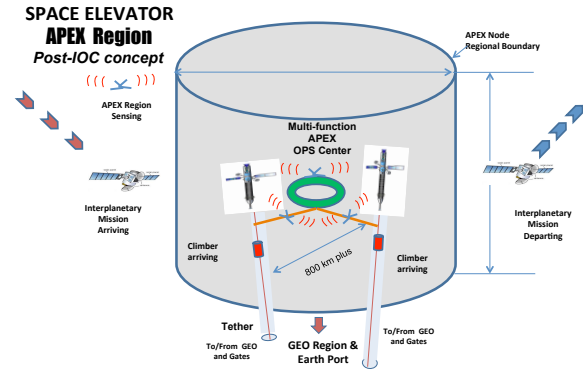 SPACE ELEVATOR
APEX Region
Post-IOC concept
APEX Region
Sensing
APEX Node
Regional Boundary
Multi-function
APEX
OPS Center
Interplanetary
Mission
Arriving
Interplanetary
Mission
Departing
Climber
arriving
800 km plus
Climber
arriving
Tether
To/From GEO
and Gates
GEO Region &
Earth Port
To/From GEO
and Gates